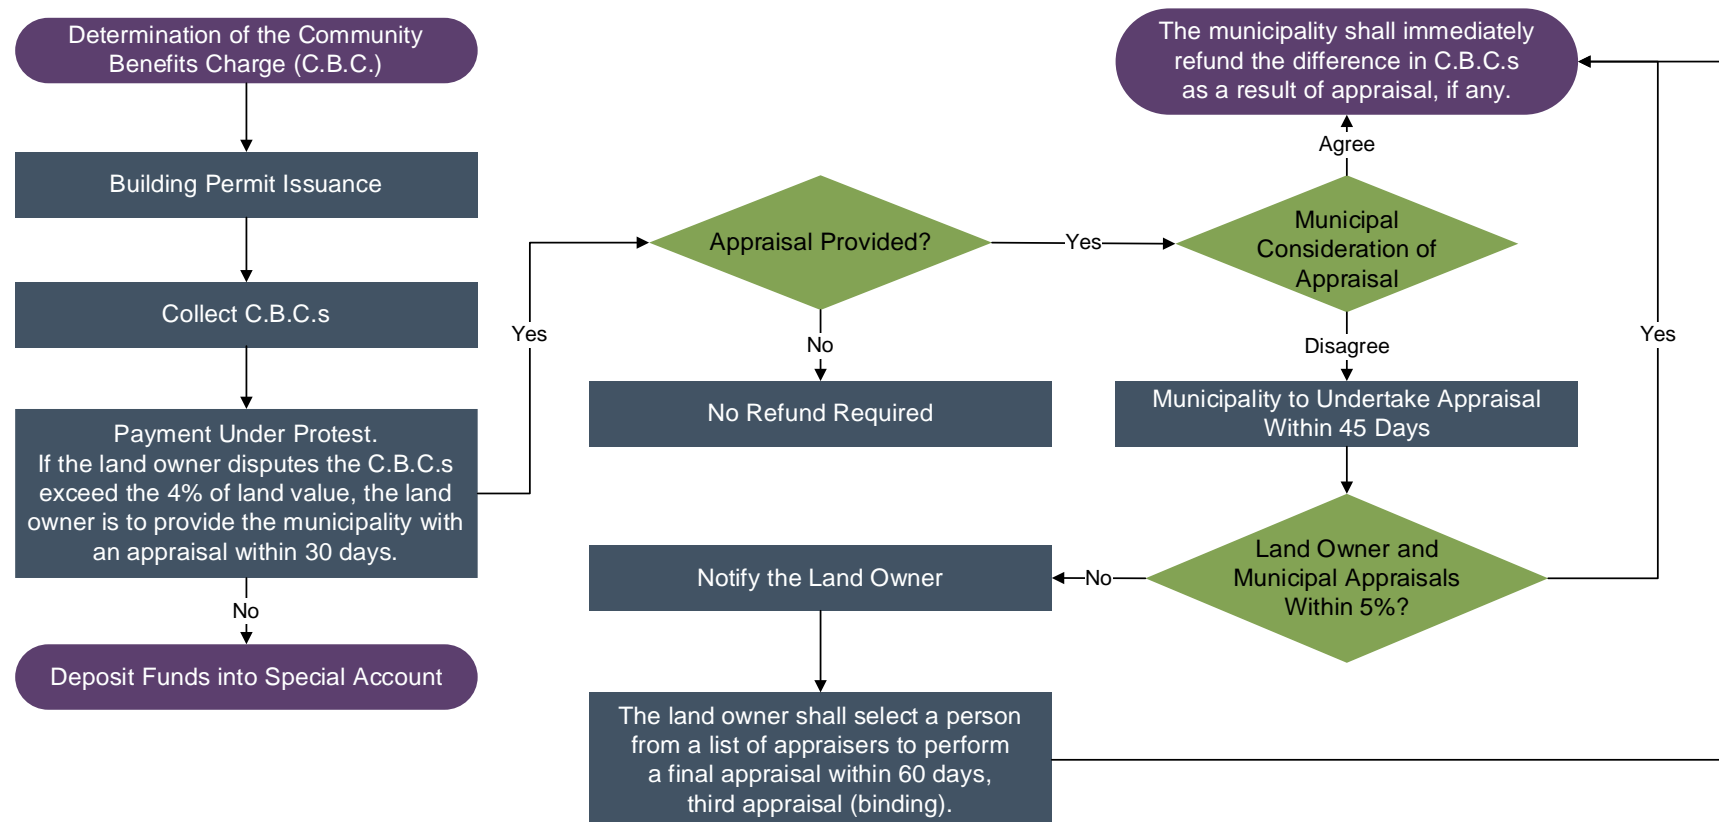 Determination of the Community
Benefits Charge (C.B.C.)
Building Permit Issuance
Collect C.B.C.s
Payment Under Protest.
If the land owner disputes the C.B.C.s
exceed the 4% of land value, the land
owner is to provide the municipality with
an appraisal within 30 days.
No
Deposit Funds into Special Account
Yes
Appraisal Provided?
No
No Refund Required
Yes
Municipal
Consideration of
Appraisal
Agree
The municipality shall immediately
refund the difference in C.B.C.s
as a result of appraisal, if any.
Disagree
Municipality to Undertake Appraisal
Within 45 Days
Land Owner and
Municipal Appraisals
Within 5%?
Yes
No
Notify the Land Owner
The land owner shall select a person
from a list of appraisers to perform
a final appraisal within 60 days,
third appraisal (binding).